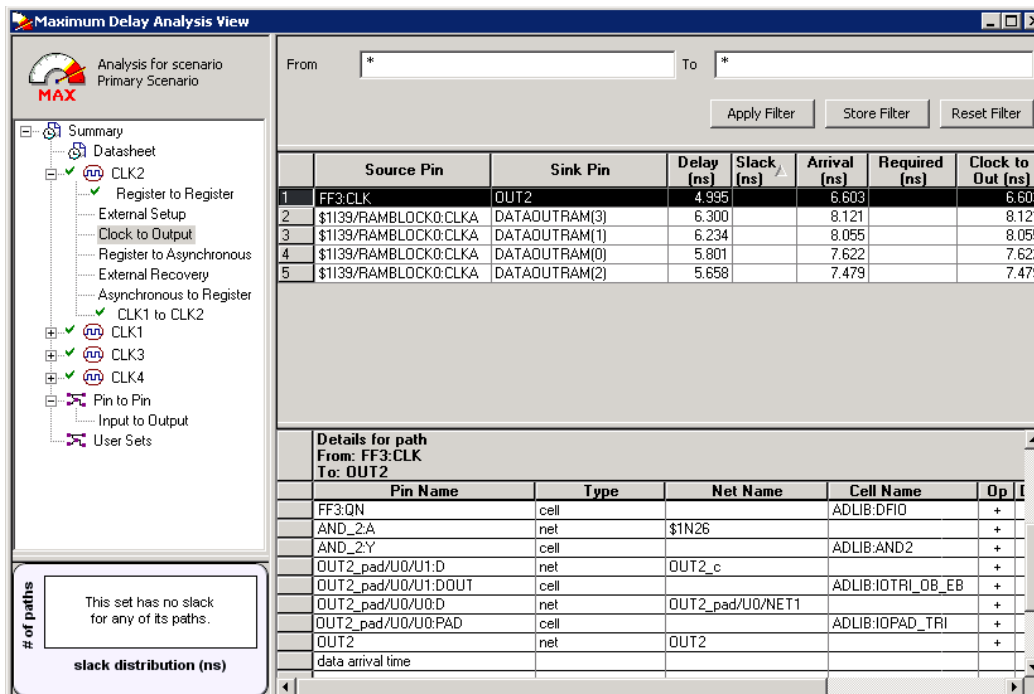 Maximum Delay Analysis View
MAX
Analysis for scenario
Primary Scenario
Summary
Datasheet
CLK2
Register to Register
External Setup
Clock to Output
Register to Asynchronous
External Recovery
Asynchronous to Register
CLK1 to CLK2
CLK1
CLK3
CLK4
Pin to Pin
Input to Output
User Sets
# of paths
This set has no slack
for any of its paths.
slack distribution (ns)
From * To *
Apply Filter Store Filter Reset Filter
Source Pin Sink Pin Delay (ns) Slack (ns) Arrival (ns) Required (ns) Clock to Out (ns)
1 FF3:CLK OUT2 4.995 6.603 6.60
2 $1I39/RAMBLOCK0:CLKA DATAOUTRAM(3) 6.300 8.121 8.12
3 $1I39/RAMBLOCK0:CLKA DATAOUTRAM(1) 6.234 8.055 8.05
4 $1I39/RAMBLOCK0:CLKA DATAOUTRAM(0) 5.801 7.622 7.62
5 $1I39/RAMBLOCK0:CLKA DATAOUTRAM(2) 5.658 7.479 7.47
Details for path
From: FF3:CLK
To: OUT2
Pin Name Type Net Name Cell Name Op
FF3:QN cell ADLIB:DFI0 +
AND_2:A net $1N26 +
AND_2:Y cell ADLIB:AND2 +
OUT2_pad/U0/U1:D net OUT2_c +
OUT2_pad/U0/U1:DOUT cell ADLIB:IOTRI_OB_EB +
OUT2_pad/U0/U0:D net OUT2_pad/U0/NET1 +
OUT2_pad/U0/U0:PAD cell ADLIB:IOPAD_TRI +
OUT2 net OUT2 +
data arrival time